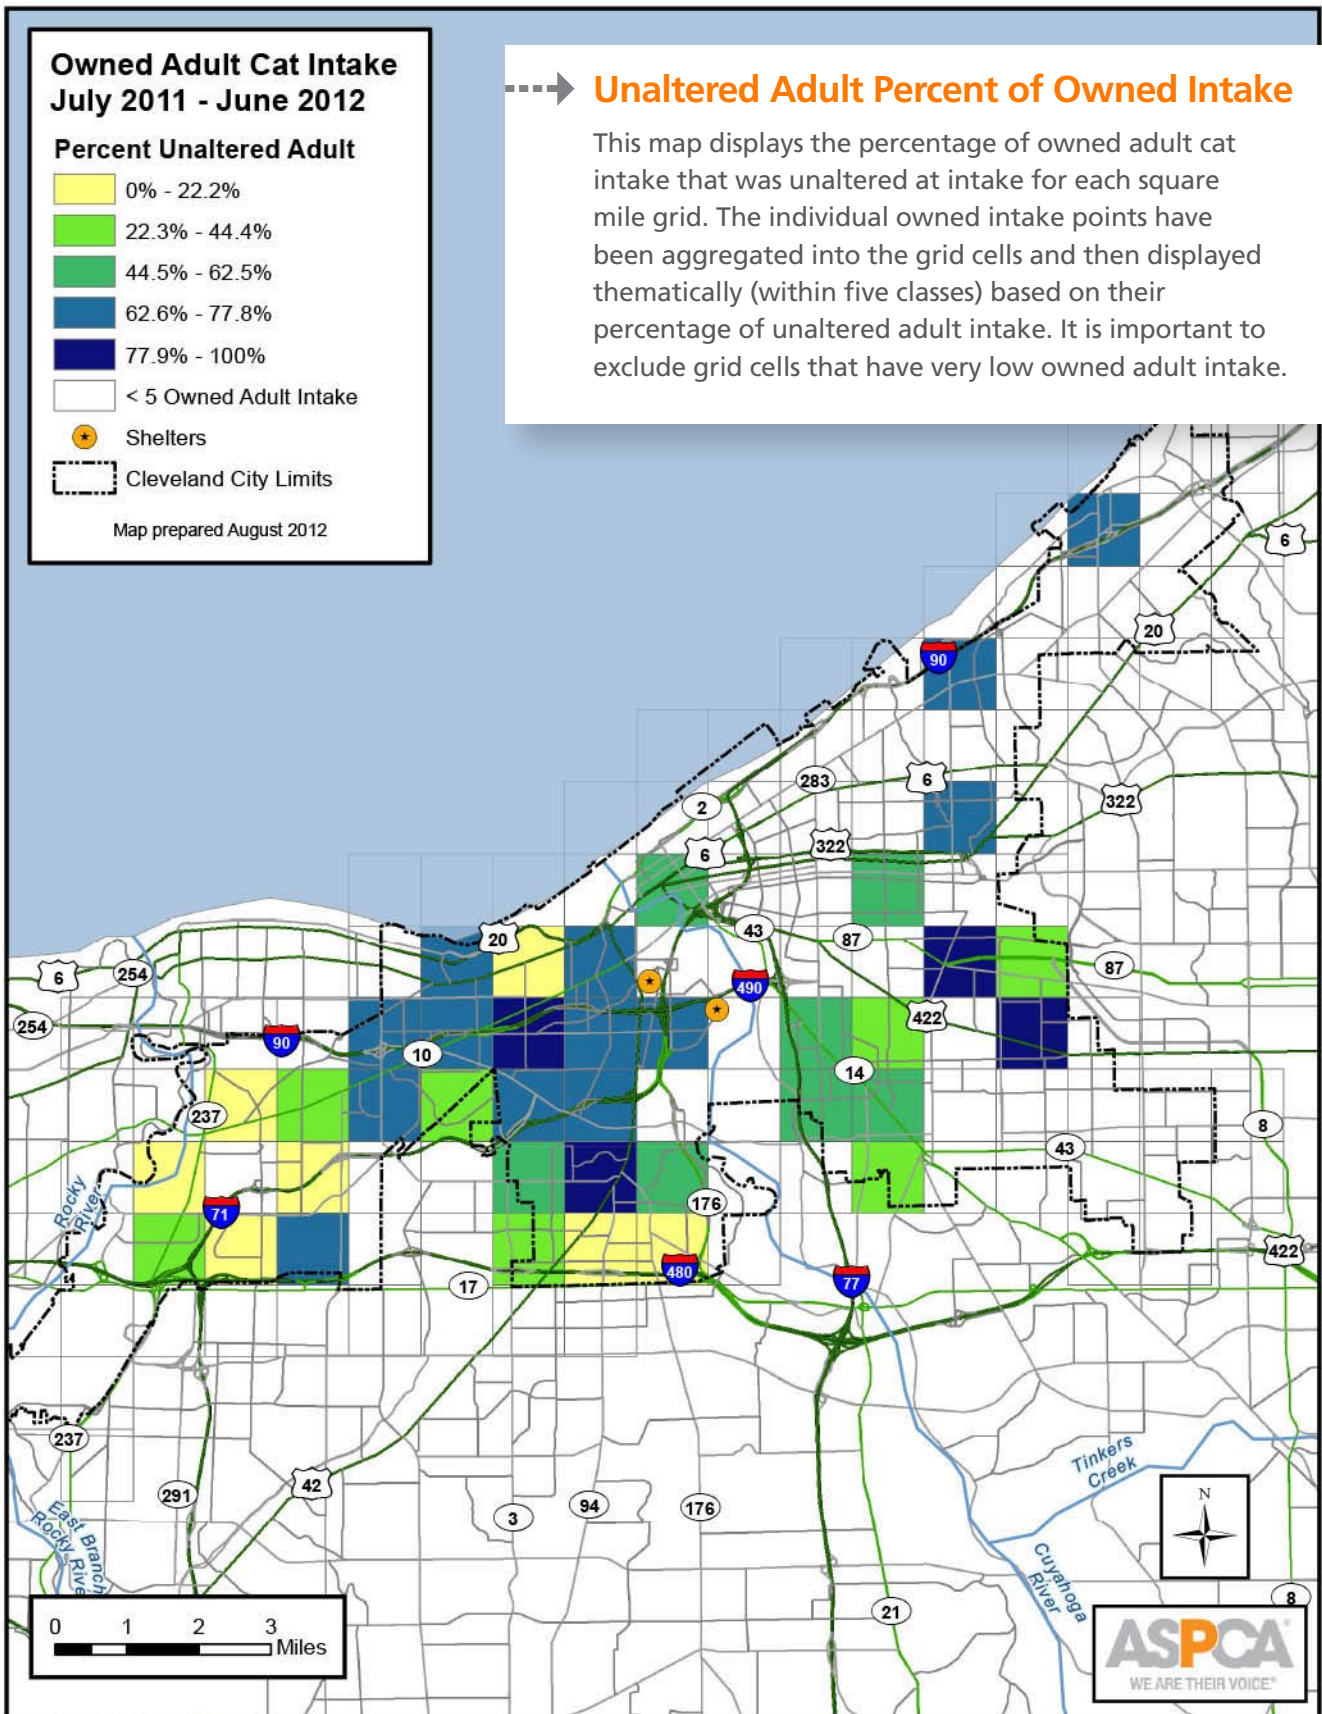 Owned Adult Cat Intake
July 2011 - June 2012
Percent Unaltered Adult
0% - 22.2%
22.3% - 44.4%
44.5% - 62.5%
62.6% - 77.8%
77.9% - 100%
< 5 Owned Adult Intake
Shelters
Cleveland City Limits
Map prepared August 2012
Unaltered Adult Percent of Owned Intake
This map displays the percentage of owned adult cat
intake that was unaltered at intake for each square
mile grid. The individual owned intake points have
been aggregated into the grid cells and then displayed
thematically (within five classes) based on their
percentage of unaltered adult intake. It is important to
exclude grid cells that have very low owned adult intake.
6
20
90
283
6
2
322
322
6
43
87
20
6
254
87
490
422
254
90
10
14
237
8
43
Rocky
River
176
71
422
480
77
17
237
42
291
94
176
3
Tinkers
Creek
N
East Branch
Rocky River
Cuyahoga
River
21
8
0 1 2 3
Miles
ASPCA®
WE ARE THEIR VOICE®